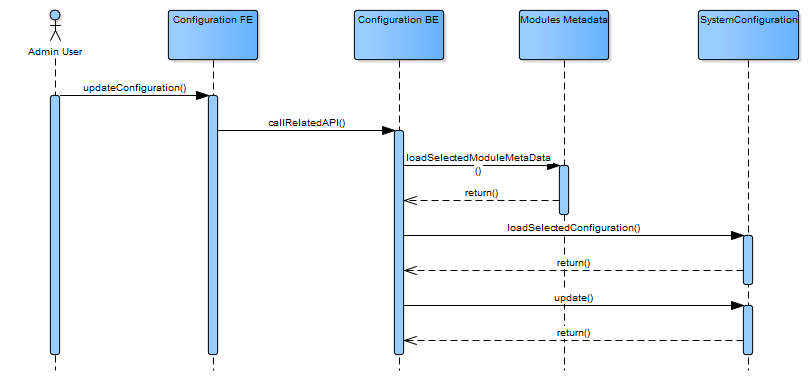 Configuration FE
Configuration BE
Modules Metadata
SystemConfiguration
Admin User
updateConfiguration()
callRelatedAPI()
loadSelectedModuleMetaData
()
return()
loadSelectedConfiguration()
return()
update()
return()